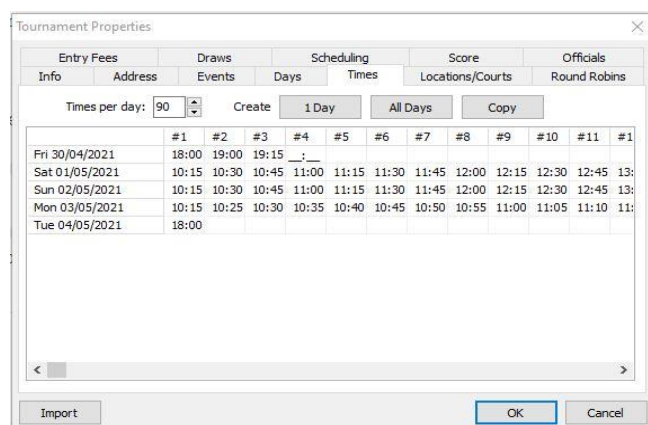 Tournament Properties
Entry Fees Draws Scheduling Score Officials
Info Address Events Days Times Locations/Courts Round Robins
Times per day: 90 Create 1 Day All Days Copy
#1 #2 #3 #4 #5 #6 #7 #8 #9 #10 #11 #1
Fri 30/04/2021 18:00 19:00 19:15 __:__
Sat 01/05/2021 10:15 10:30 10:45 11:00 11:15 11:30 11:45 12:00 12:15 12:30 12:45 13:
Sun 02/05/2021 10:15 10:30 10:45 11:00 11:15 11:30 11:45 12:00 12:15 12:30 12:45 13:
Mon 03/05/2021 10:15 10:25 10:30 10:35 10:40 10:45 10:50 10:55 11:00 11:05 11:10 11:
Tue 04/05/2021 18:00
Import OK Cancel